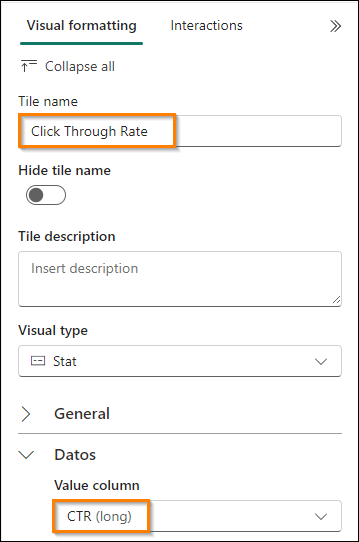 Visual formatting Interactions
Collapse all
Tile name
Click Through Rate
Hide tile name
Tile description
Insert description
Visual type
Stat
General
Datos
Value column
CTR (long)